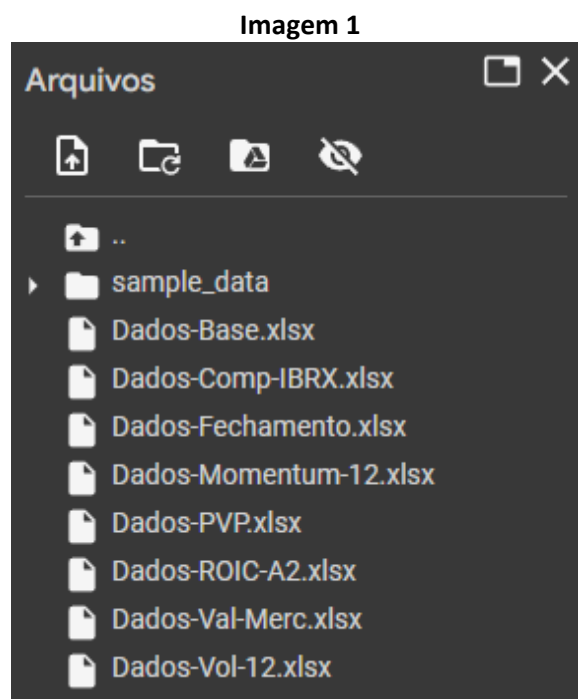 Imagem 1
Arquivos
..
sample_data
Dados-Base.xlsx
Dados-Comp-IBRX.xlsx
Dados-Fechamento.xlsx
Dados-Momentum-12.xlsx
Dados-PVP.xlsx
Dados-ROIC-A2.xlsx
Dados-Val-Merc.xlsx
Dados-Vol-12.xlsx